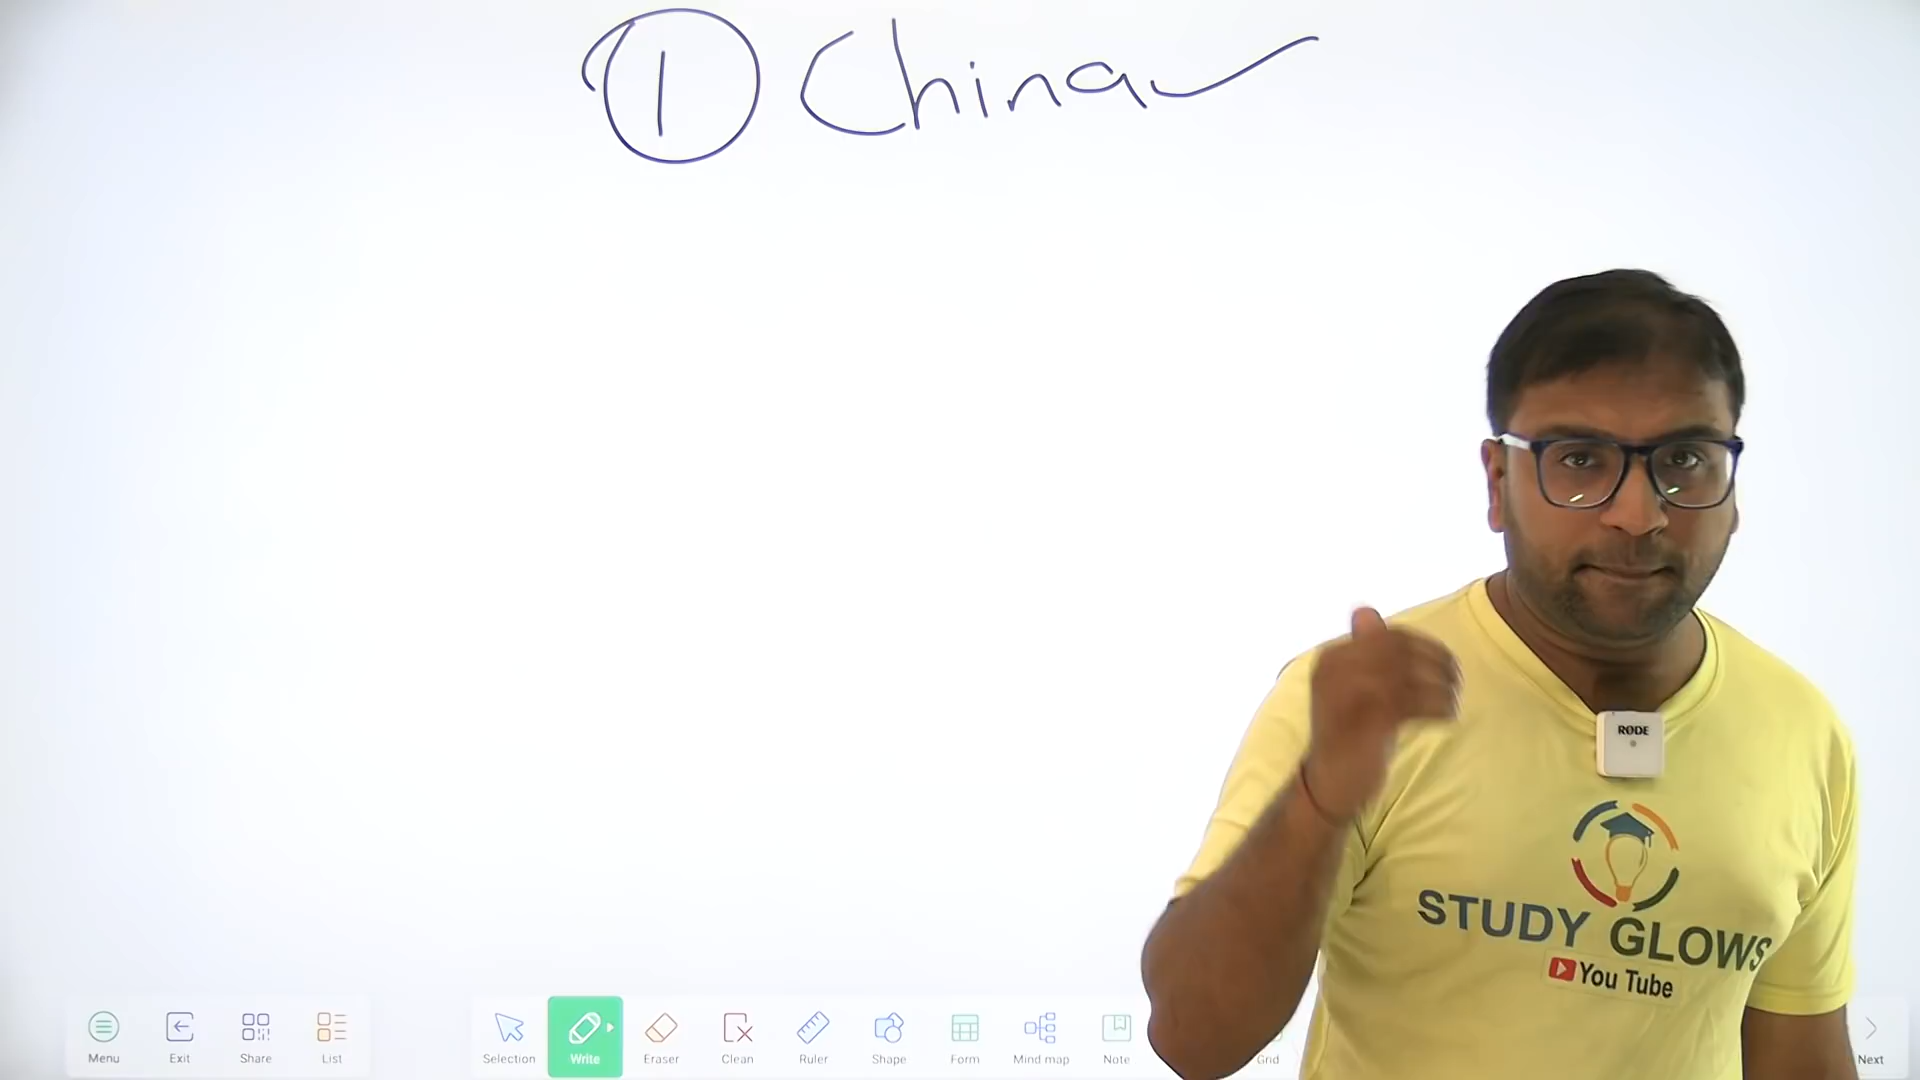 ① China
RØDE
STUDY GLOWS
You Tube
Menu
Exit
Share
List
Selection
Write
Eraser
Clean
Ruler
Shape
Form
Mind map
Note
Grid
Next